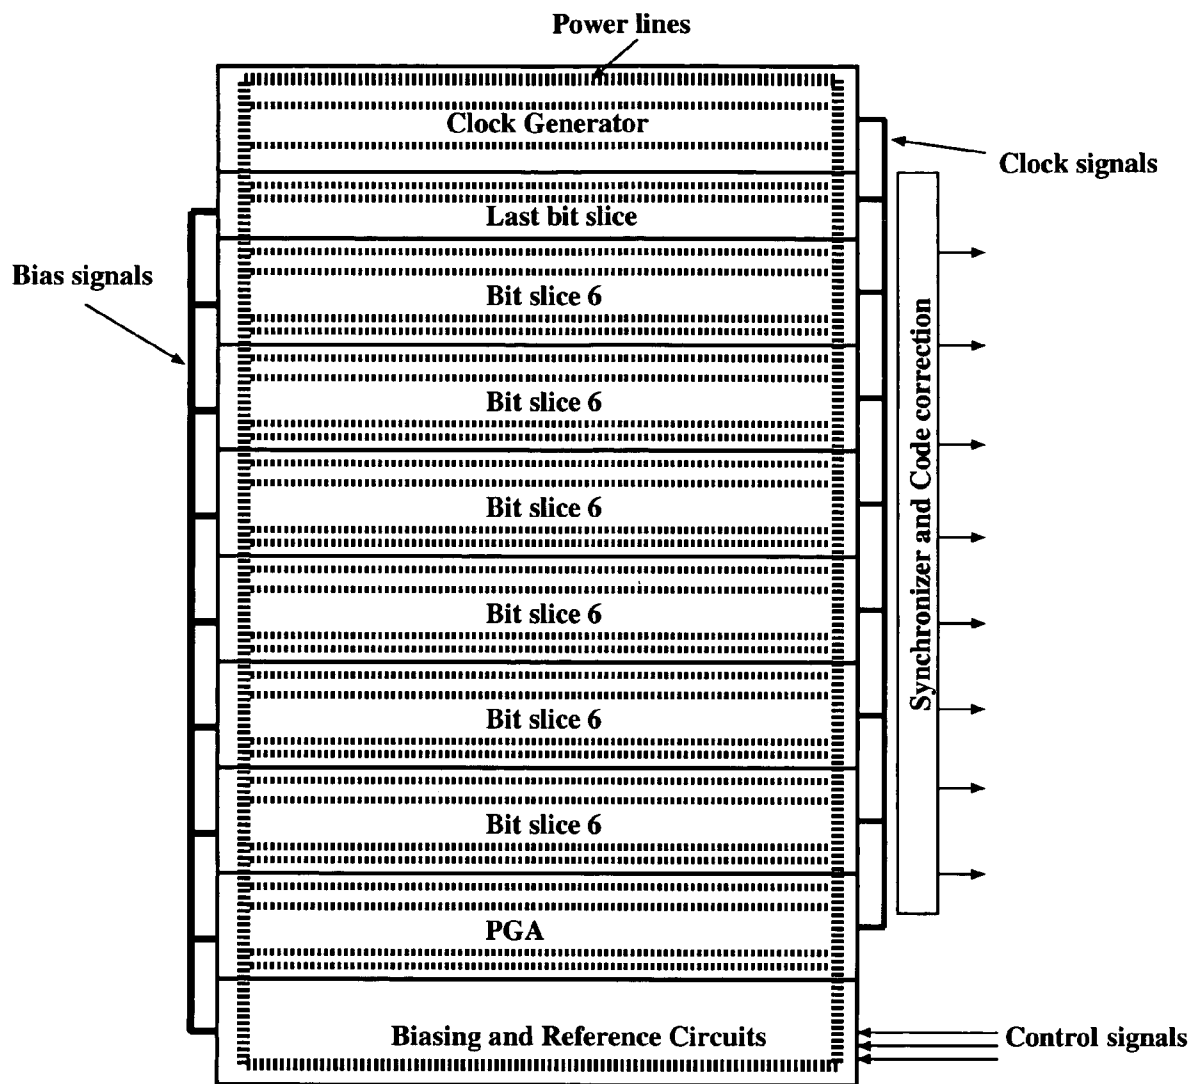 Power lines
Clock Generator
Clock signals
Last bit slice
Bias signals
Bit slice 6
Bit slice 6
Bit slice 6
Bit slice 6
Bit slice 6
Bit slice 6
Synchronizer and Code correction
PGA
Biasing and Reference Circuits
Control signals